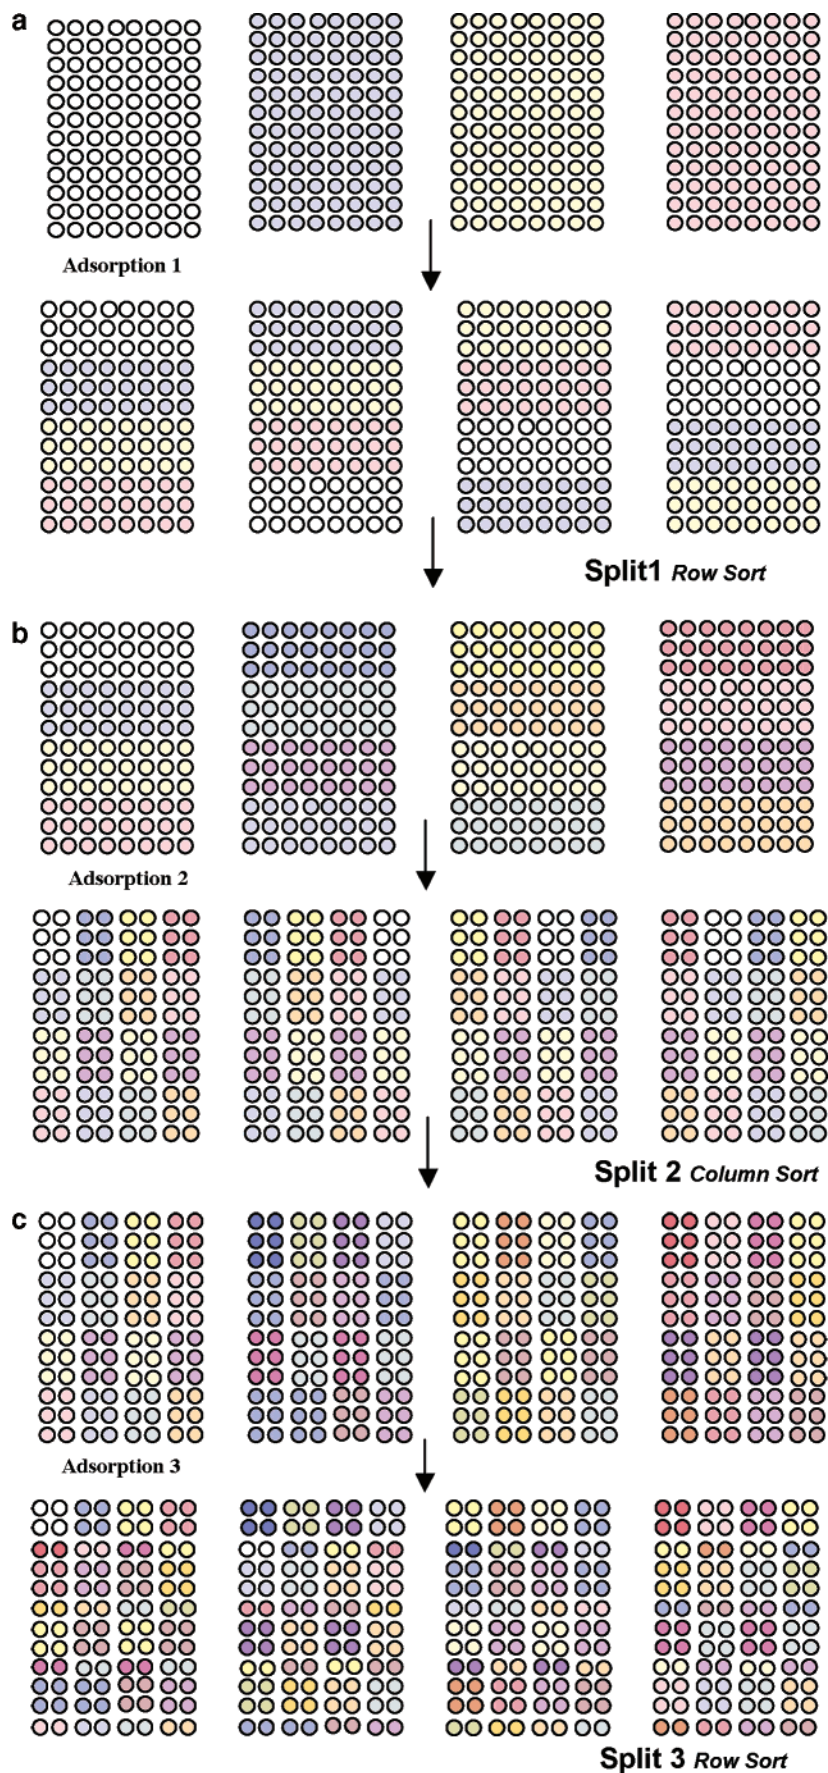 a
Adsorption 1
Split1 Row Sort
b
Adsorption 2
Split 2 Column Sort
c
Adsorption 3
Split 3 Row Sort